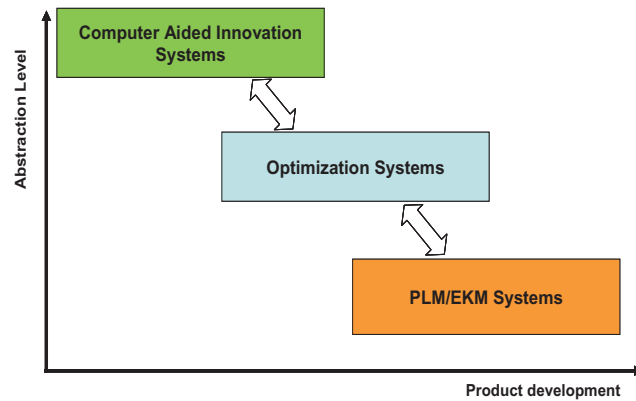 Computer Aided Innovation
Systems
Abstraction Level
Optimization Systems
PLM/EKM Systems
Product development